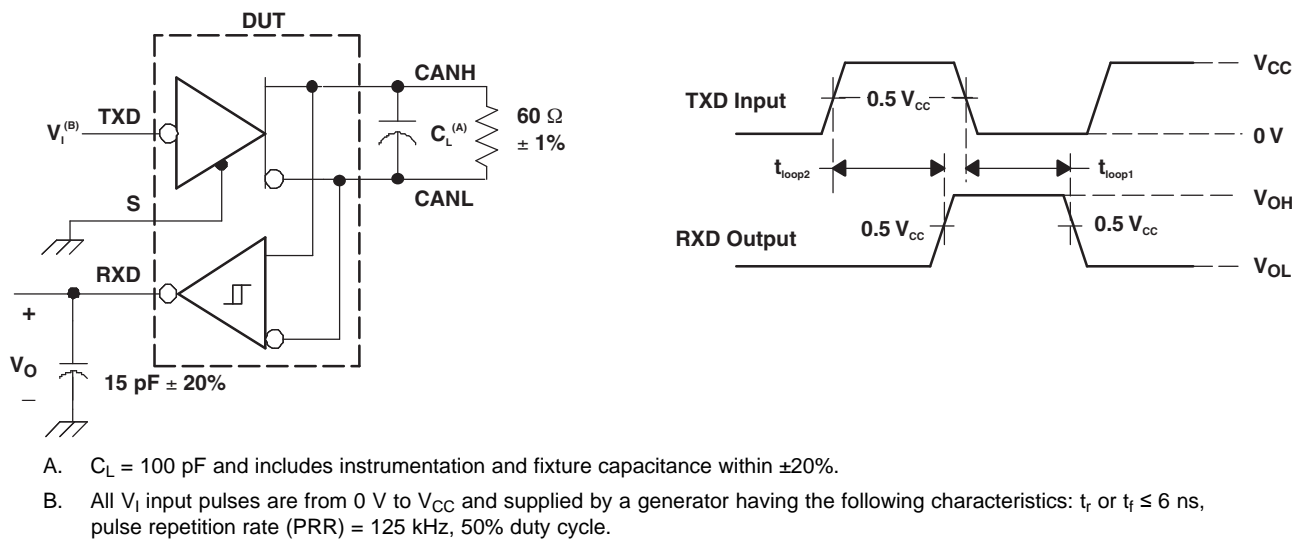 DUT
CANH
TXD
V_I^(B)
C_L^(A)
60 Ω
± 1%
S
CANL
RXD
+
V_O
–
15 pF ± 20%
TXD Input
0.5 V_CC
V_CC
0 V
t_loop2
t_loop1
V_OH
RXD Output
0.5 V_CC
0.5 V_CC
V_OL
A. C_L = 100 pF and includes instrumentation and fixture capacitance within ±20%.
B. All V_I input pulses are from 0 V to V_CC and supplied by a generator having the following characteristics: t_r or t_f ≤ 6 ns,
pulse repetition rate (PRR) = 125 kHz, 50% duty cycle.